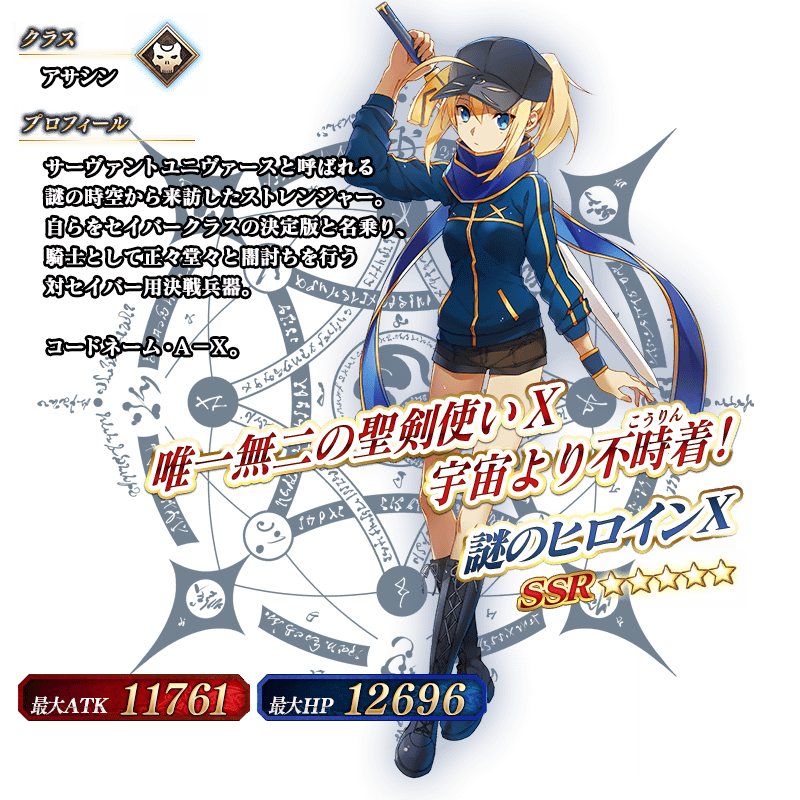 クラス
アサシン
プロフィール
サーヴァントユニヴァースと呼ばれる
謎の時空から来訪したストレンジャー。
自らをセイバークラスの決定版と名乗り、
騎士として正々堂々と闇討ちを行う
対セイバー用決戦兵器。
コードネーム・A－X。
唯一無二の聖剣使いX
こうりん
宇宙より不時着！
謎のヒロインX
SSR ☆☆☆☆☆
最大ATK 11761
最大HP 12696